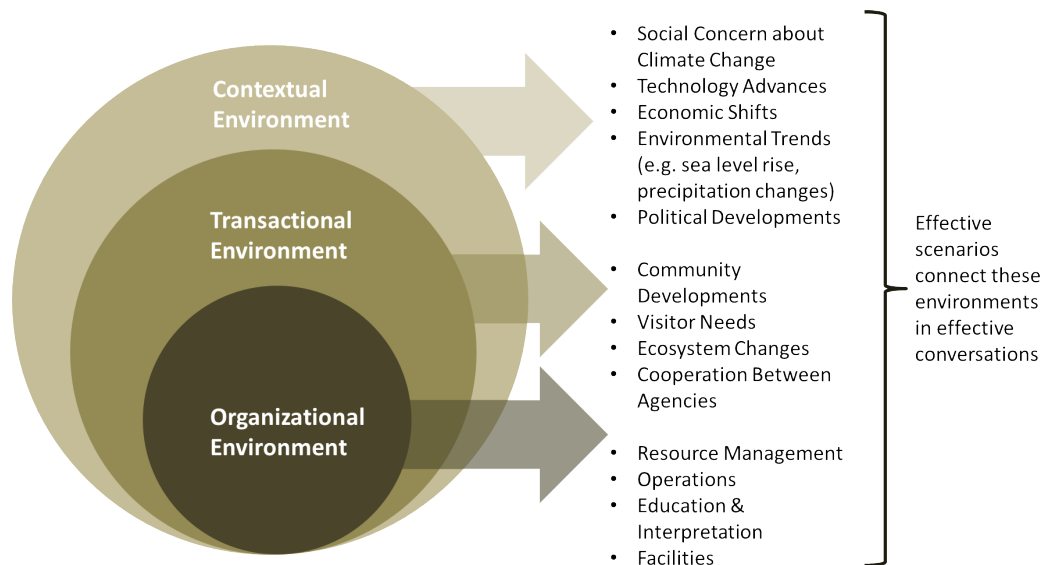 Contextual
Environment
Transactional
Environment
Organizational
Environment
• Social Concern about
Climate Change
• Technology Advances
• Economic Shifts
• Environmental Trends
(e.g. sea level rise,
precipitation changes)
• Political Developments
• Community
Developments
• Visitor Needs
• Ecosystem Changes
• Cooperation Between
Agencies
• Resource Management
• Operations
• Education &
Interpretation
• Facilities
Effective
scenarios
connect these
environments
in effective
conversations